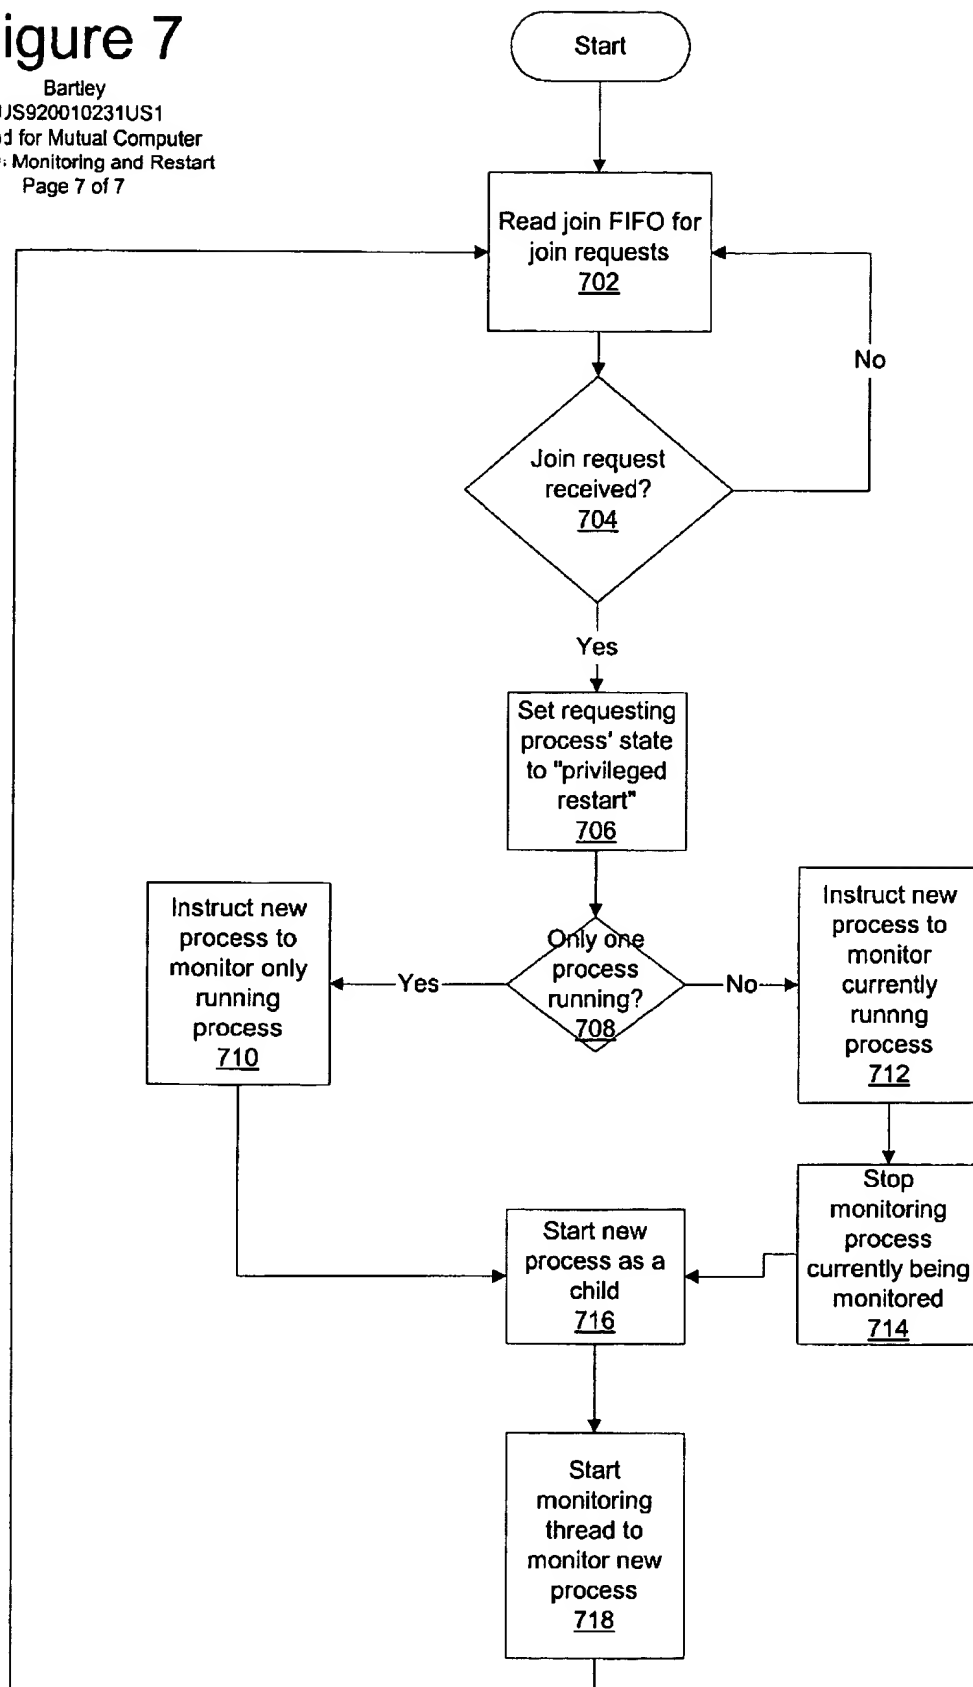 igure 7
Bartley
US920010231US1
d for Mutual Computer
Monitoring and Restart
Page 7 of 7
Start
Read join FIFO for
join requests
702
No
Join request
received?
704
Yes
Set requesting
process' state
to "privileged
restart"
706
Only one
process
running?
708
Yes
No
Instruct new
process to
monitor only
running
process
710
Instruct new
process to
monitor
currently
runnng
process
712
Stop
monitoring
process
currently being
monitored
714
Start new
process as a
child
716
Start
monitoring
thread to
monitor new
process
718